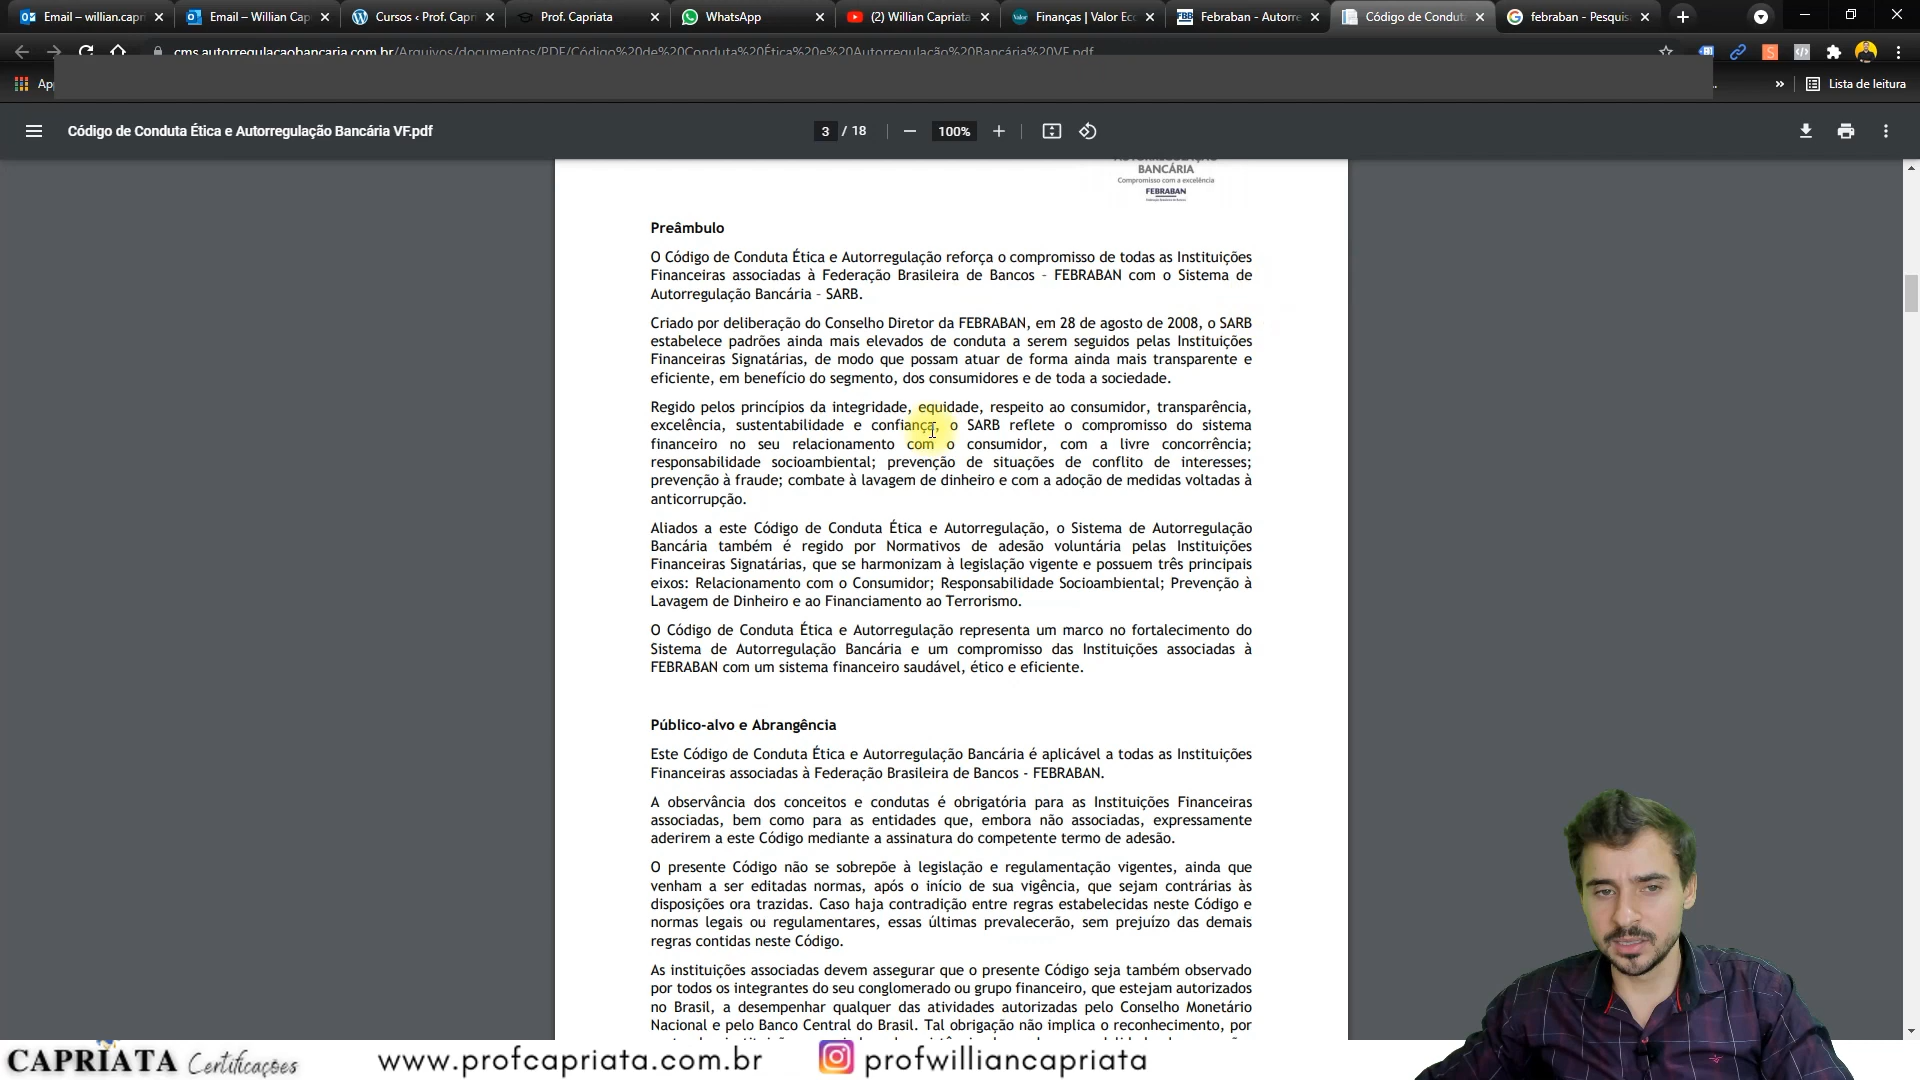 Email – willian.capri
Email – Willian Cap
Cursos ‹ Prof. Capri
Prof. Capriata
WhatsApp
(2) Willian Capriata
Finanças | Valor Eco
Febraban - Autorre
Código de Conduta
febraban - Pesquis
cms.autorregulacaobancaria.com.br/Arquivos/documentos/PDF/Código%20de%20Conduta%20Ética%20e%20Autorregulação%20Bancária%20VF.pdf
Ap
»
Lista de leitura
Código de Conduta Ética e Autorregulação Bancária VF.pdf
3 / 18
100%
BANCÁRIA
Compromisso com a excelência
FEBRABAN
Preâmbulo
O Código de Conduta Ética e Autorregulação reforça o compromisso de todas as Instituições
Financeiras associadas à Federação Brasileira de Bancos – FEBRABAN com o Sistema de
Autorregulação Bancária – SARB.
Criado por deliberação do Conselho Diretor da FEBRABAN, em 28 de agosto de 2008, o SARB
estabelece padrões ainda mais elevados de conduta a serem seguidos pelas Instituições
Financeiras Signatárias, de modo que possam atuar de forma ainda mais transparente e
eficiente, em benefício do segmento, dos consumidores e de toda a sociedade.
Regido pelos princípios da integridade, equidade, respeito ao consumidor, transparência,
excelência, sustentabilidade e confiança, o SARB reflete o compromisso do sistema
financeiro no seu relacionamento com o consumidor, com a livre concorrência;
responsabilidade socioambiental; prevenção de situações de conflito de interesses;
prevenção à fraude; combate à lavagem de dinheiro e com a adoção de medidas voltadas à
anticorrupção.
Aliados a este Código de Conduta Ética e Autorregulação, o Sistema de Autorregulação
Bancária também é regido por Normativos de adesão voluntária pelas Instituições
Financeiras Signatárias, que se harmonizam à legislação vigente e possuem três principais
eixos: Relacionamento com o Consumidor; Responsabilidade Socioambiental; Prevenção à
Lavagem de Dinheiro e ao Financiamento ao Terrorismo.
O Código de Conduta Ética e Autorregulação representa um marco no fortalecimento do
Sistema de Autorregulação Bancária e um compromisso das Instituições associadas à
FEBRABAN com um sistema financeiro saudável, ético e eficiente.
Público-alvo e Abrangência
Este Código de Conduta Ética e Autorregulação Bancária é aplicável a todas as Instituições
Financeiras associadas à Federação Brasileira de Bancos - FEBRABAN.
A observância dos conceitos e condutas é obrigatória para as Instituições Financeiras
associadas, bem como para as entidades que, embora não associadas, expressamente
aderirem a este Código mediante a assinatura do competente termo de adesão.
O presente Código não se sobrepõe à legislação e regulamentação vigentes, ainda que
venham a ser editadas normas, após o início de sua vigência, que sejam contrárias às
disposições ora trazidas. Caso haja contradição entre regras estabelecidas neste Código e
normas legais ou regulamentares, essas últimas prevalecerão, sem prejuízo das demais
regras contidas neste Código.
As instituições associadas devem assegurar que o presente Código seja também observado
por todos os integrantes do seu conglomerado ou grupo financeiro, que estejam autorizados
no Brasil, a desempenhar qualquer das atividades autorizadas pelo Conselho Monetário
Nacional e pelo Banco Central do Brasil. Tal obrigação não implica o reconhecimento, por
CAPRIATA Certificações
www.profcapriata.com.br
profwilliancapriata